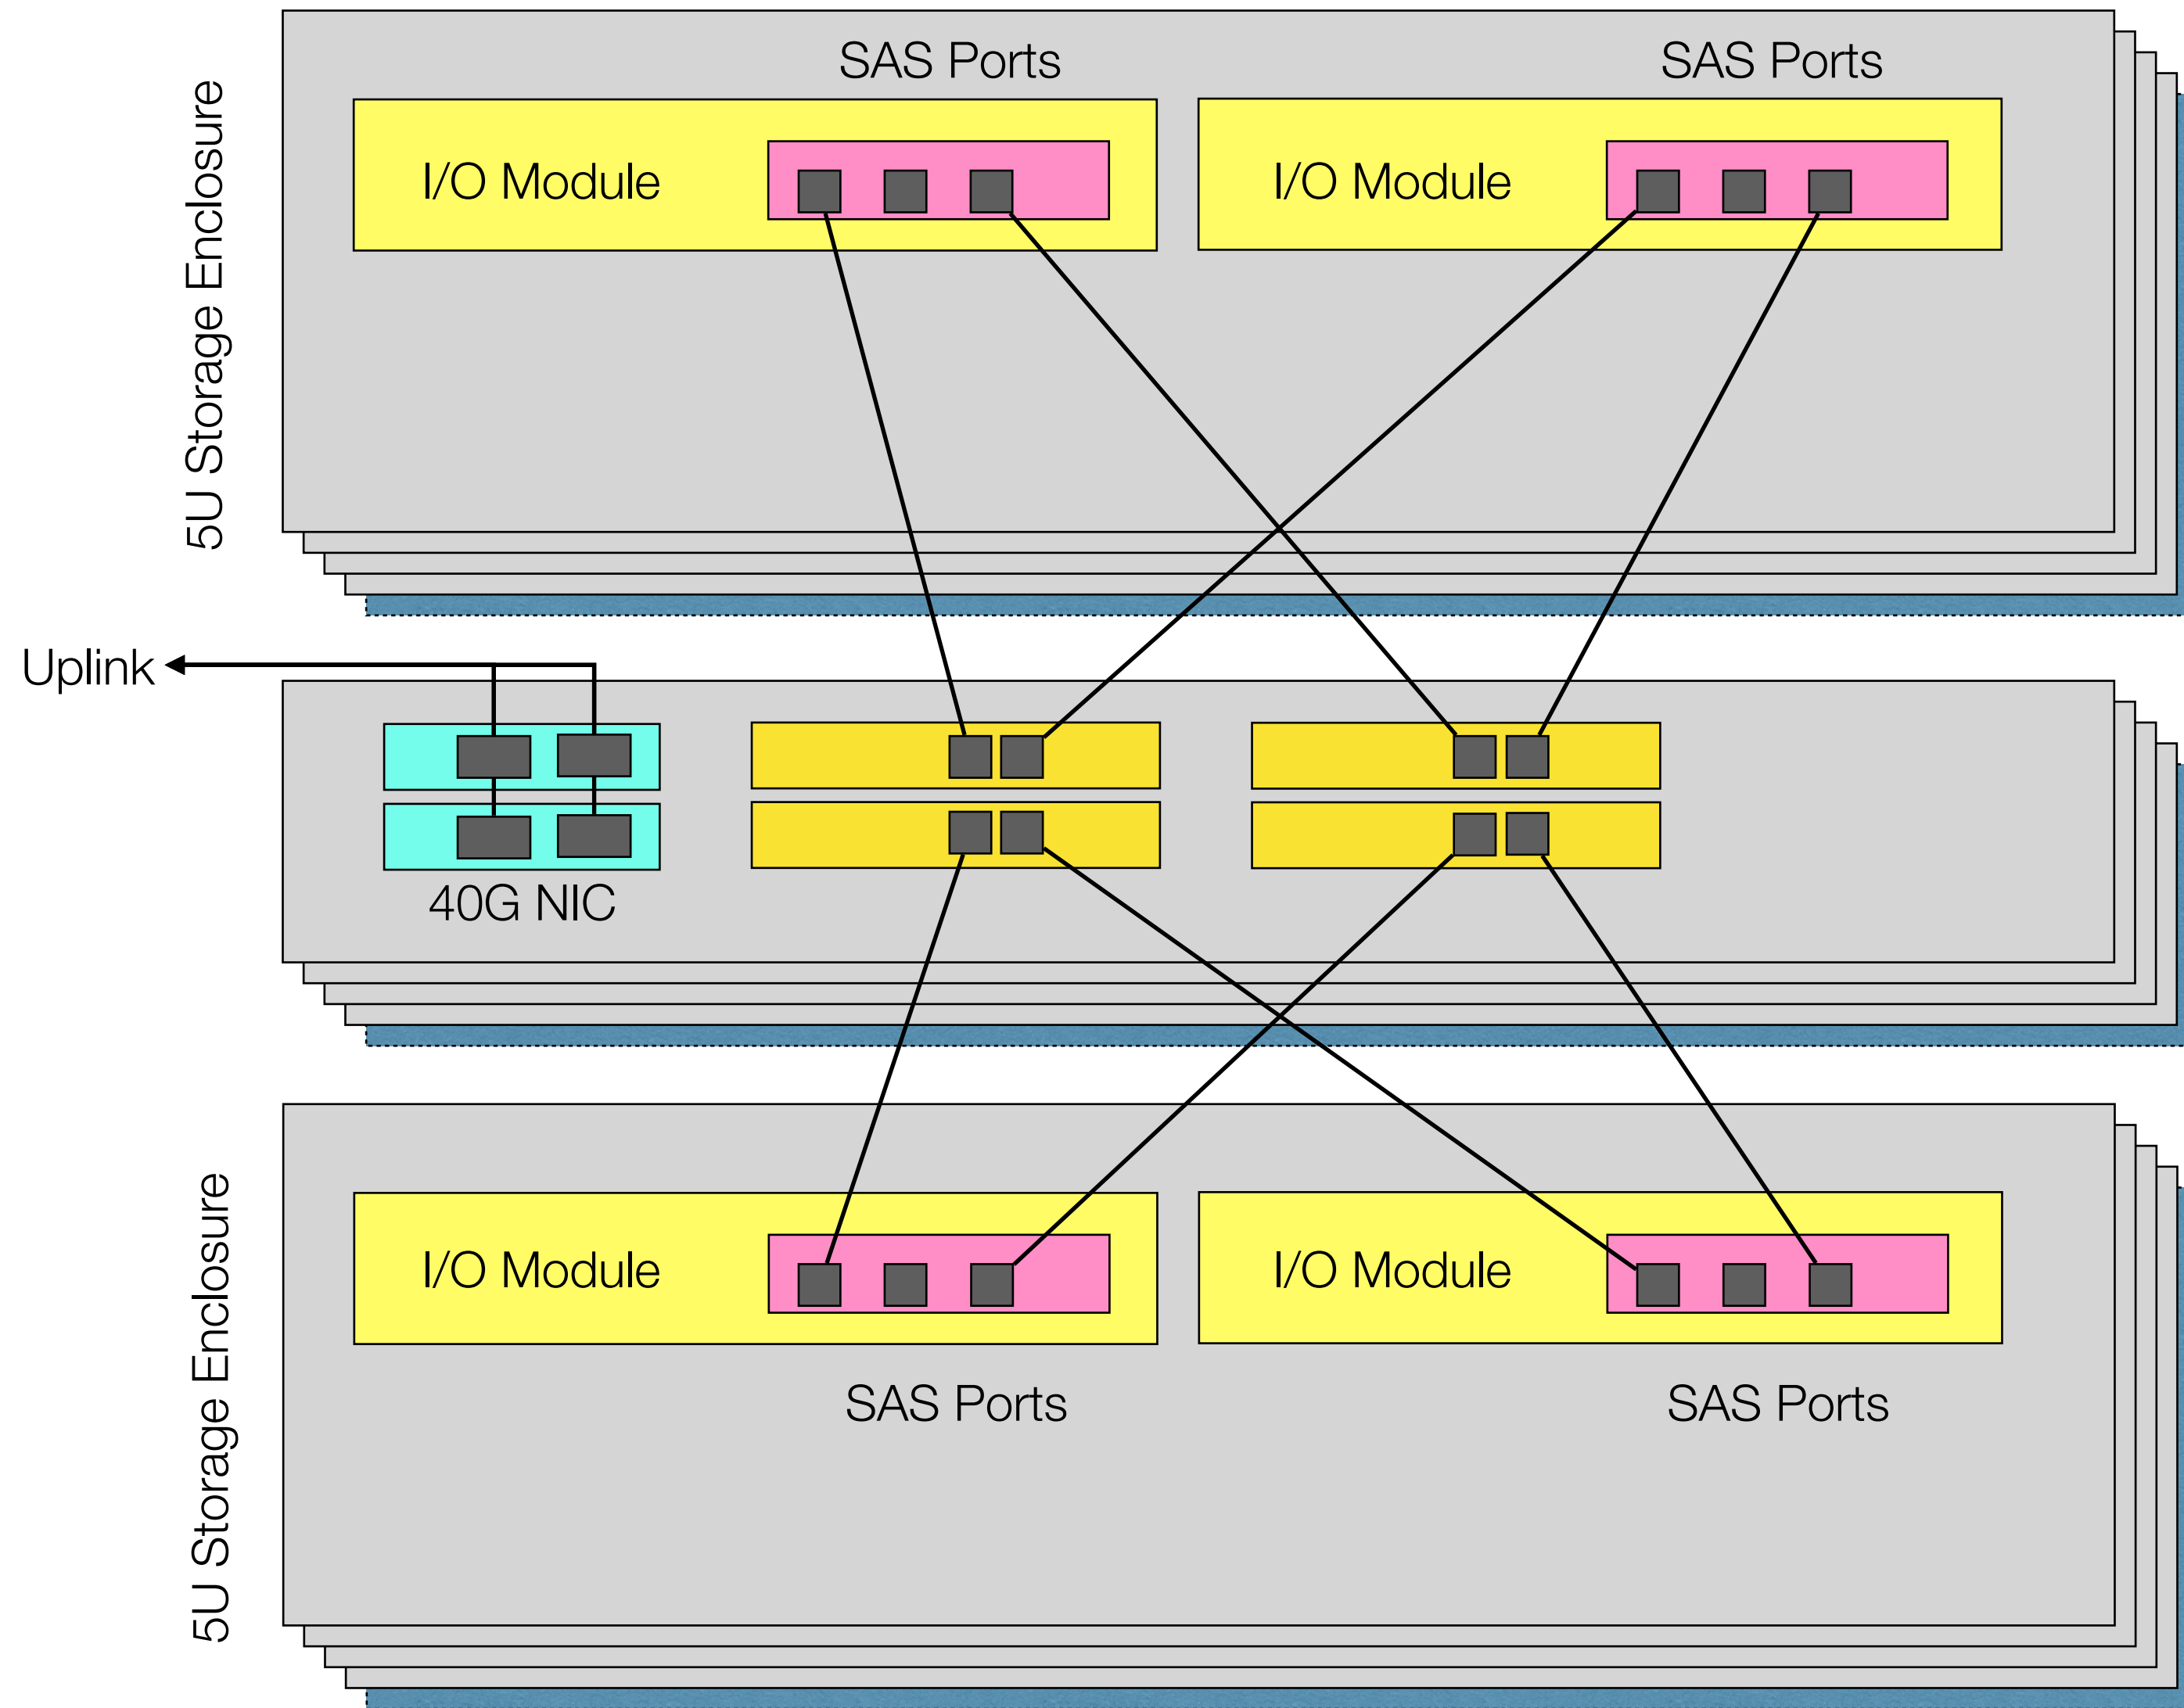 SAS Ports
SAS Ports
5U Storage Enclosure
I/O Module
I/O Module
Uplink
40G NIC
5U Storage Enclosure
I/O Module
I/O Module
SAS Ports
SAS Ports